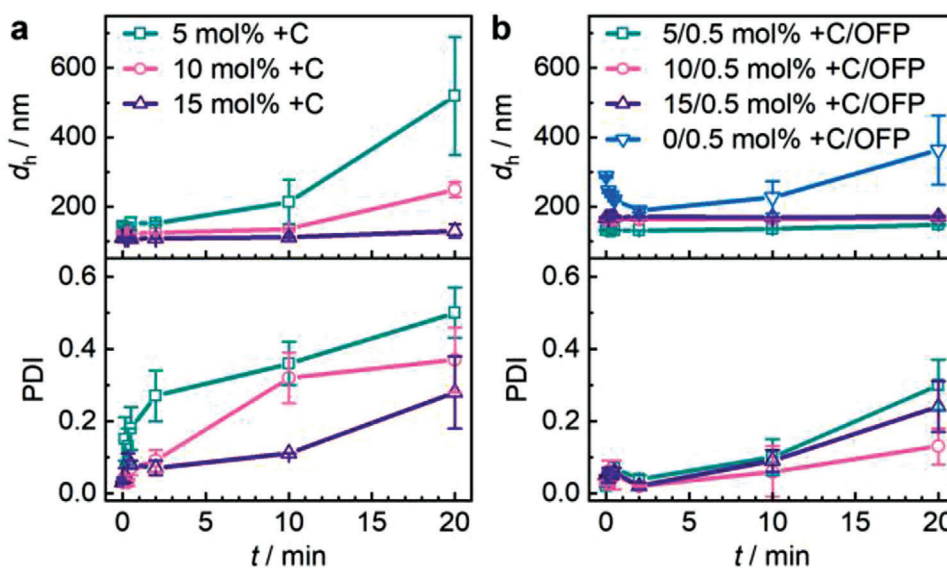 a
5 mol% +C
10 mol% +C
15 mol% +C
600
400
200
d_h / nm
0.6
0.4
0.2
0.0
PDI
0 5 10 15 20
t / min
b
5/0.5 mol% +C/OFP
10/0.5 mol% +C/OFP
15/0.5 mol% +C/OFP
0/0.5 mol% +C/OFP
600
400
200
d_h / nm
0.6
0.4
0.2
0.0
PDI
0 5 10 15 20
t / min